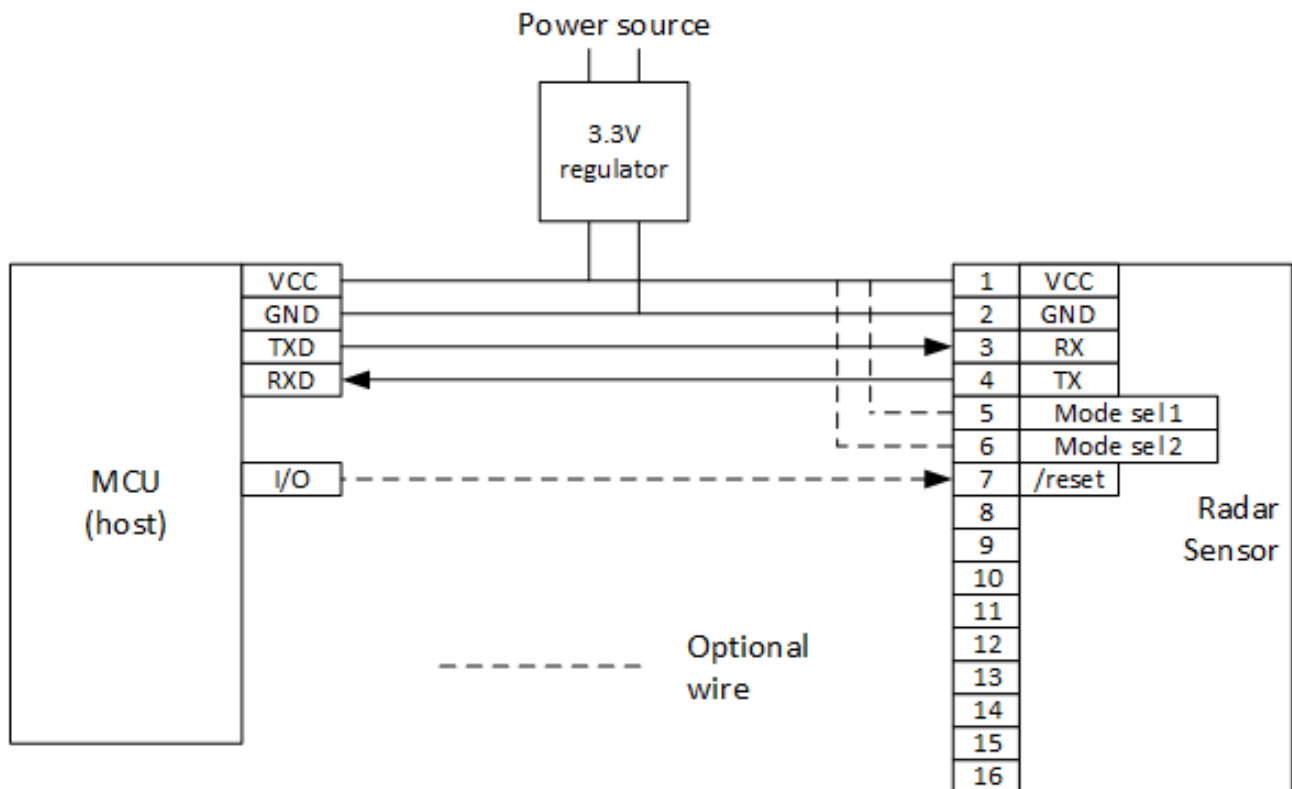 Power source
3.3V
regulator
VCC
GND
TXD
RXD
I/O
MCU
(host)
1 VCC
2 GND
3 RX
4 TX
5 Mode sel1
6 Mode sel2
7 /reset
8
9
10
11
12
13
14
15
16
Radar
Sensor
Optional
wire